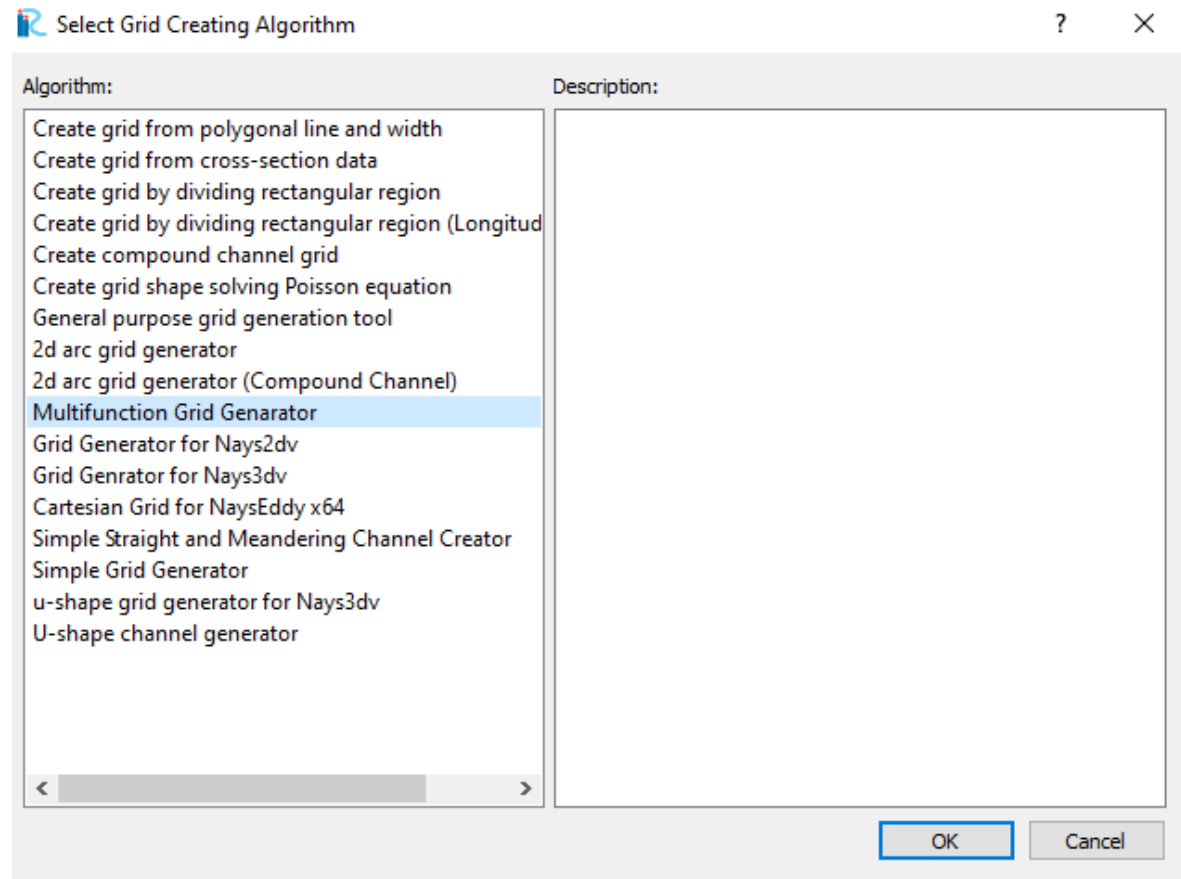 Select Grid Creating Algorithm
Algorithm:
Description:
Create grid from polygonal line and width
Create grid from cross-section data
Create grid by dividing rectangular region
Create grid by dividing rectangular region (Longitud
Create compound channel grid
Create grid shape solving Poisson equation
General purpose grid generation tool
2d arc grid generator
2d arc grid generator (Compound Channel)
Multifunction Grid Genarator
Grid Generator for Nays2dv
Grid Genrator for Nays3dv
Cartesian Grid for NaysEddy x64
Simple Straight and Meandering Channel Creator
Simple Grid Generator
u-shape grid generator for Nays3dv
U-shape channel generator
OK
Cancel